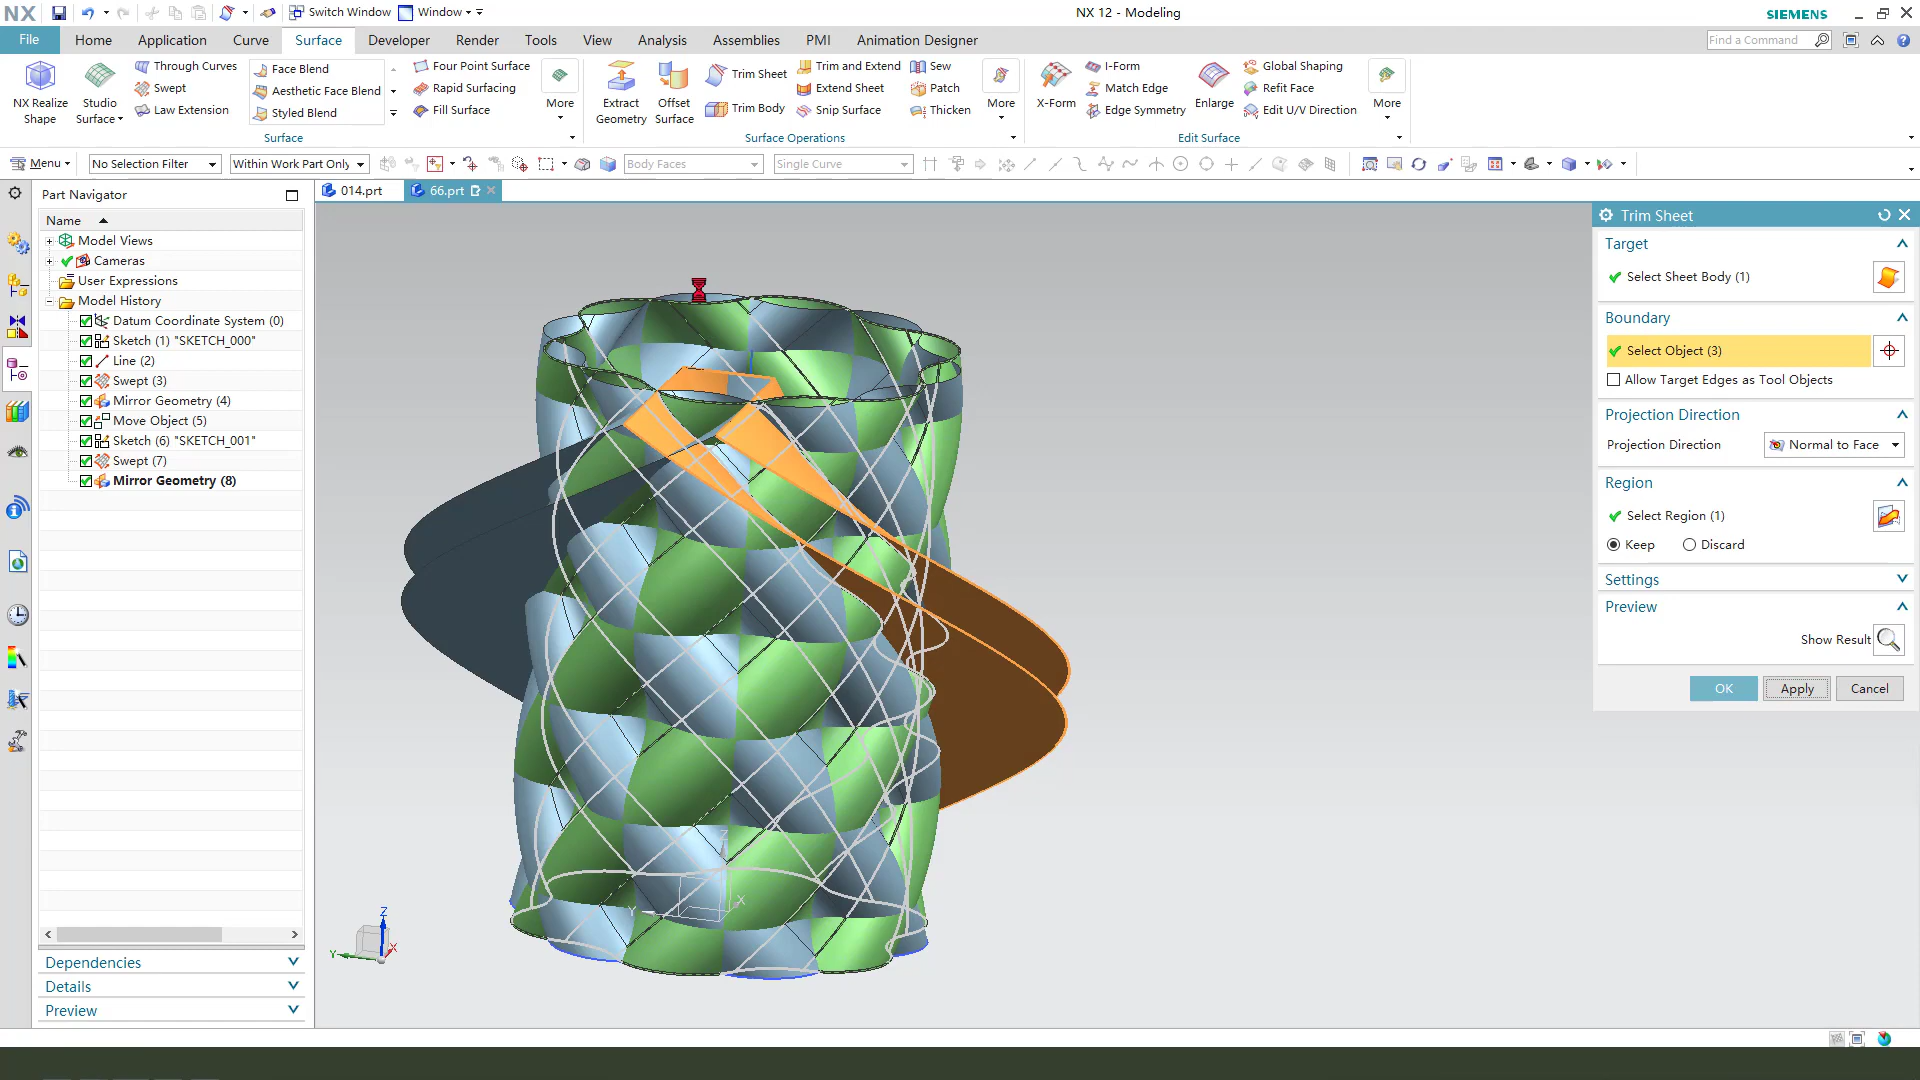 NX
Switch Window
Window
NX 12 - Modeling
SIEMENS
File
Home
Application
Curve
Surface
Developer
Render
Tools
View
Analysis
Assemblies
PMI
Animation Designer
Find a Command
NX Realize
Shape
Studio
Surface
Through Curves
Swept
Law Extension
Face Blend
Aesthetic Face Blend
Styled Blend
Four Point Surface
Rapid Surfacing
Fill Surface
More
Surface
Extract
Geometry
Offset
Surface
Trim Sheet
Trim Body
Trim and Extend
Extend Sheet
Snip Surface
Sew
Patch
Thicken
More
Surface Operations
X-Form
I-Form
Match Edge
Edge Symmetry
Enlarge
Global Shaping
Refit Face
Edit U/V Direction
More
Edit Surface
Menu
No Selection Filter
Within Work Part Only
Body Faces
Single Curve
Part Navigator
014.prt
66.prt
Name
Model Views
Cameras
User Expressions
Model History
Datum Coordinate System (0)
Sketch (1) "SKETCH_000"
Line (2)
Swept (3)
Mirror Geometry (4)
Move Object (5)
Sketch (6) "SKETCH_001"
Swept (7)
Mirror Geometry (8)
Dependencies
Details
Preview
Z
Y
X
Z
Y
X
Trim Sheet
Target
Select Sheet Body (1)
Boundary
Select Object (3)
Allow Target Edges as Tool Objects
Projection Direction
Projection Direction
Normal to Face
Region
Select Region (1)
Keep
Discard
Settings
Preview
Show Result
OK
Apply
Cancel